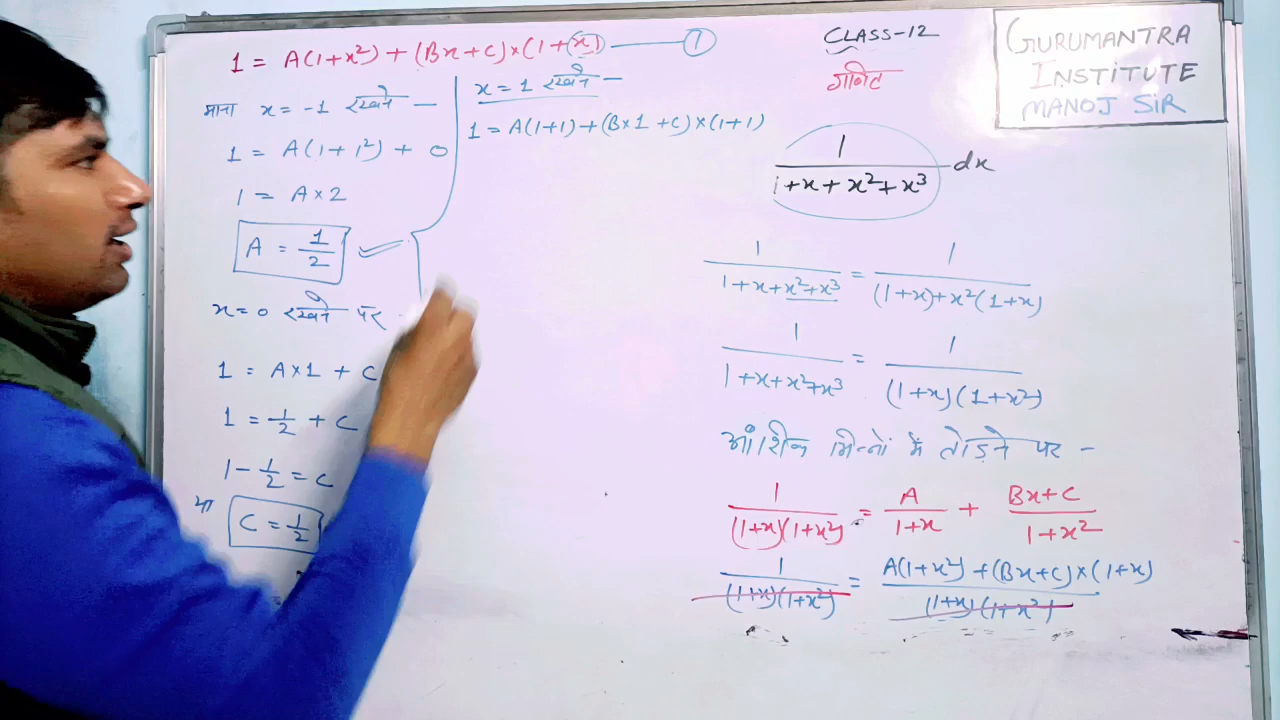 1 = A(1+x²) + (Bx+C)×(1+x) ——— ①
माना x = -1 रखने —
1 = A(1+1²) + 0
1 = A×2
A = 1/2
x=0 रखने पर
1 = A×1 + C
1 = 1/2 + C
1 - 1/2 = C
या
C = 1/2
x = 1 रखने —
1 = A(1+1) + (B×1+C)×(1+1)
CLASS-12
गणित
GURUMANTRA
INSTITUTE
MANOJ SIR
1/(1+x+x²+x³) dx
1/(1+x+x²+x³) = 1/((1+x)+x²(1+x))
1/(1+x+x²+x³) = 1/((1+x)(1+x²))
आंशिक भिन्नों में तोड़ने पर -
1/((1+x)(1+x²)) = A/(1+x) + (Bx+C)/(1+x²)
1/((1+x)(1+x²)) = (A(1+x²)+(Bx+C)×(1+x))/((1+x)(1+x²))